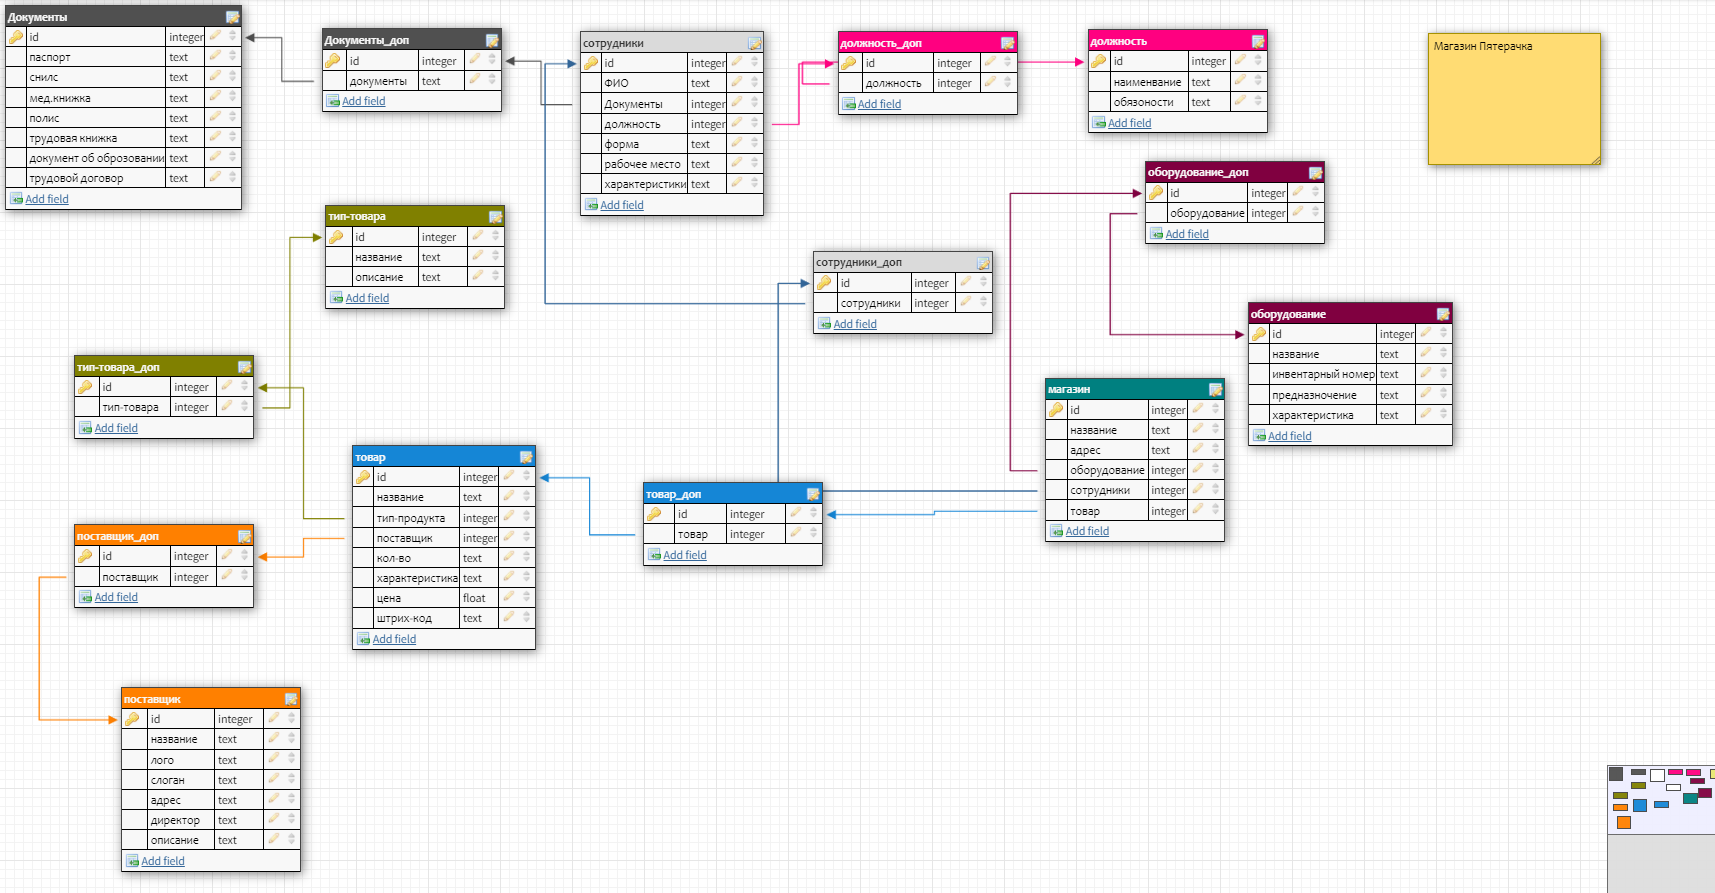 Документы
id integer
паспорт text
снилс text
мед.книжка text
полис text
трудовая книжка text
документ об оброзовании text
трудовой договор text
Add field
Документы_доп
id integer
документы text
Add field
сотрудники
id integer
ФИО text
Документы integer
должность integer
форма text
рабочее место text
характеристики text
Add field
должность_доп
id integer
должность integer
Add field
должность
id integer
наименвание text
обязоности text
Add field
Магазин Пятерачка
оборудование_доп
id integer
оборудование integer
Add field
тип-товара
id integer
название text
описание text
Add field
сотрудники_доп
id integer
сотрудники integer
Add field
оборудование
id integer
название text
инвентарный номер text
предназночение text
характеристика text
Add field
тип-товара_доп
id integer
тип-товара integer
Add field
магазин
id integer
название text
адрес text
оборудование integer
сотрудники integer
товар integer
Add field
товар
id integer
название text
тип-продукта integer
поставщик integer
кол-во text
характеристика text
цена float
штрих-код text
Add field
товар_доп
id integer
товар integer
Add field
поставщик_доп
id integer
поставщик integer
Add field
поставщик
id integer
название text
лого text
слоган text
адрес text
директор text
описание text
Add field